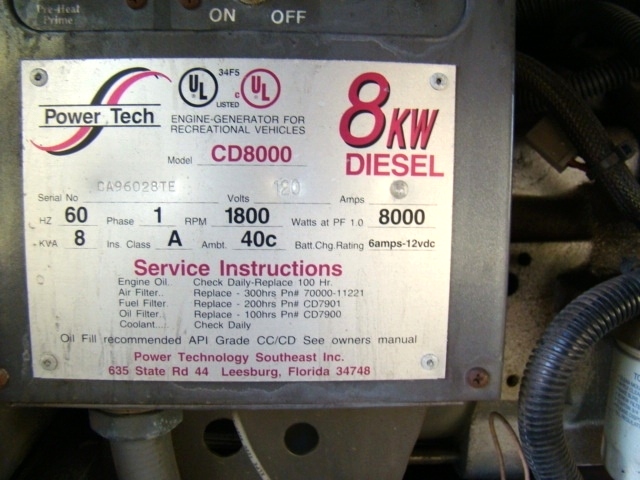 Pre-Heat
Prime
ON OFF
Power Tech
UL 34FS c UL
LISTED
ENGINE-GENERATOR FOR
RECREATIONAL VEHICLES
8KW
DIESEL
Model CD8000
Serial No CA96028TE Volts 120 Amps
HZ 60 Phase 1 RPM 1800 Watts at PF 1.0 8000
KVA 8 Ins. Class A Ambt. 40c Batt.Chg.Rating 6amps-12vdc
Service Instructions
Engine Oil.. Check Daily-Replace 100 Hr.
Air Filter.. Replace - 300hrs Pn# 70000-11221
Fuel Filter.. Replace - 200hrs Pn# CD7901
Oil Filter.. Replace - 100hrs Pn# CD7900
Coolant.... Check Daily
Oil Fill recommended API Grade CC/CD See owners manual
Power Technology Southeast Inc.
635 State Rd 44 Leesburg, Florida 34748